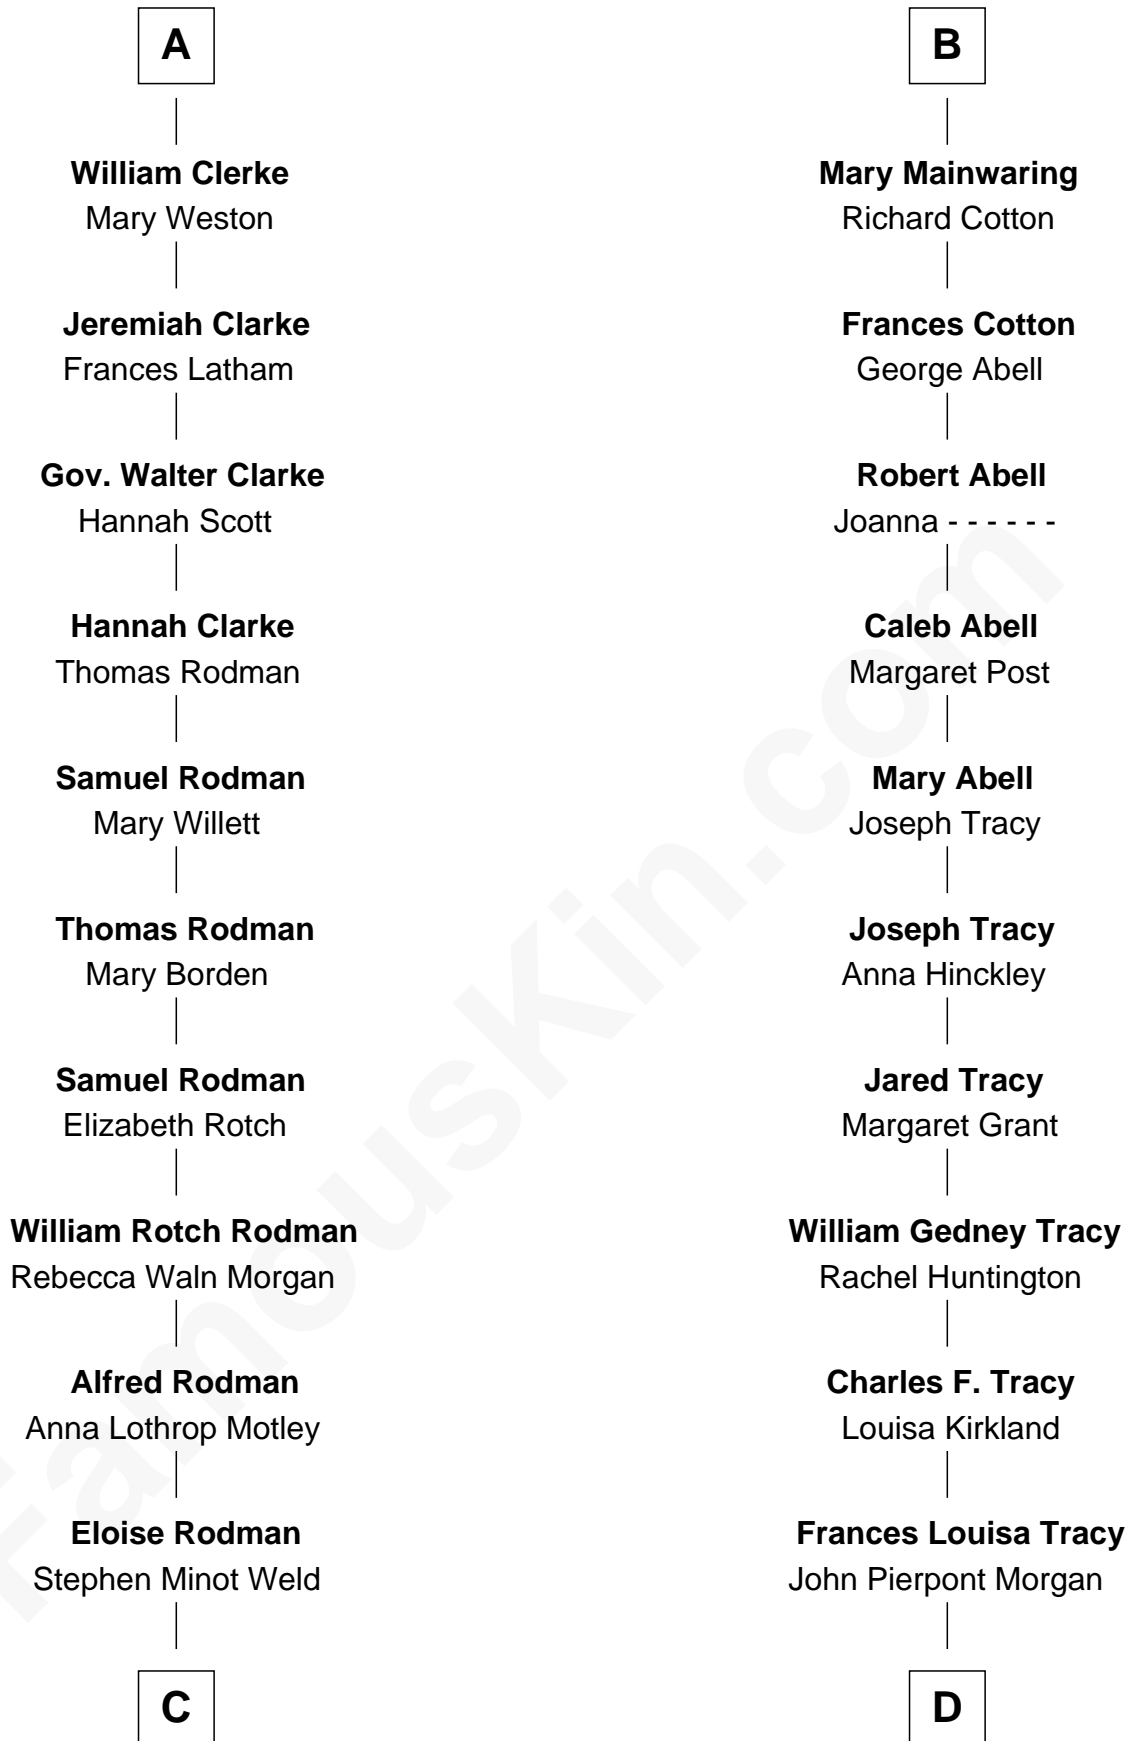 A
William Clerke
Mary Weston
Jeremiah Clarke
Frances Latham
Gov. Walter Clarke
Hannah Scott
Hannah Clarke
Thomas Rodman
Samuel Rodman
Mary Willett
Thomas Rodman
Mary Borden
Samuel Rodman
Elizabeth Rotch
William Rotch Rodman
Rebecca Waln Morgan
Alfred Rodman
Anna Lothrop Motley
Eloise Rodman
Stephen Minot Weld
C
B
Mary Mainwaring
Richard Cotton
Frances Cotton
George Abell
Robert Abell
Joanna - - - - - -
Caleb Abell
Margaret Post
Mary Abell
Joseph Tracy
Joseph Tracy
Anna Hinckley
Jared Tracy
Margaret Grant
William Gedney Tracy
Rachel Huntington
Charles F. Tracy
Louisa Kirkland
Frances Louisa Tracy
John Pierpont Morgan
D
FamousKin.com